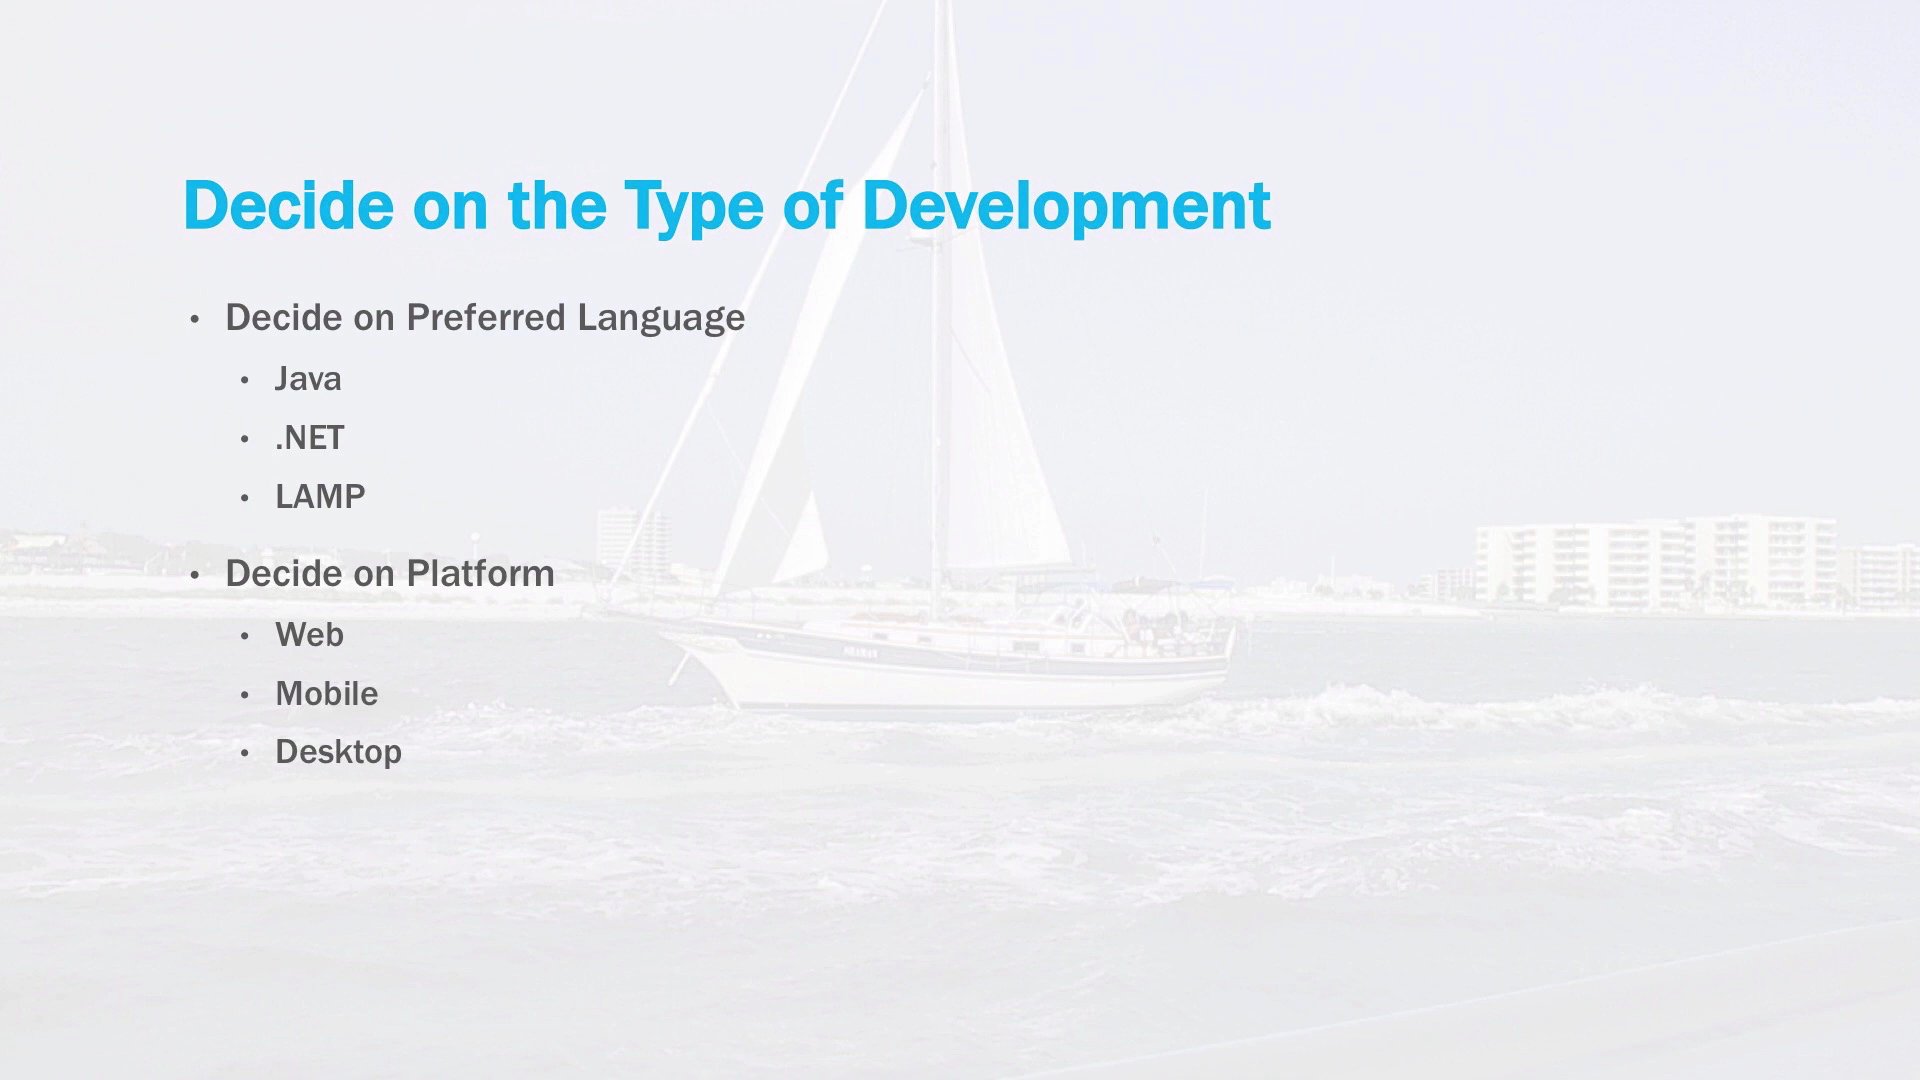 Decide on the Type of Development
• Decide on Preferred Language
• Java
• .NET
• LAMP
• Decide on Platform
• Web
• Mobile
• Desktop